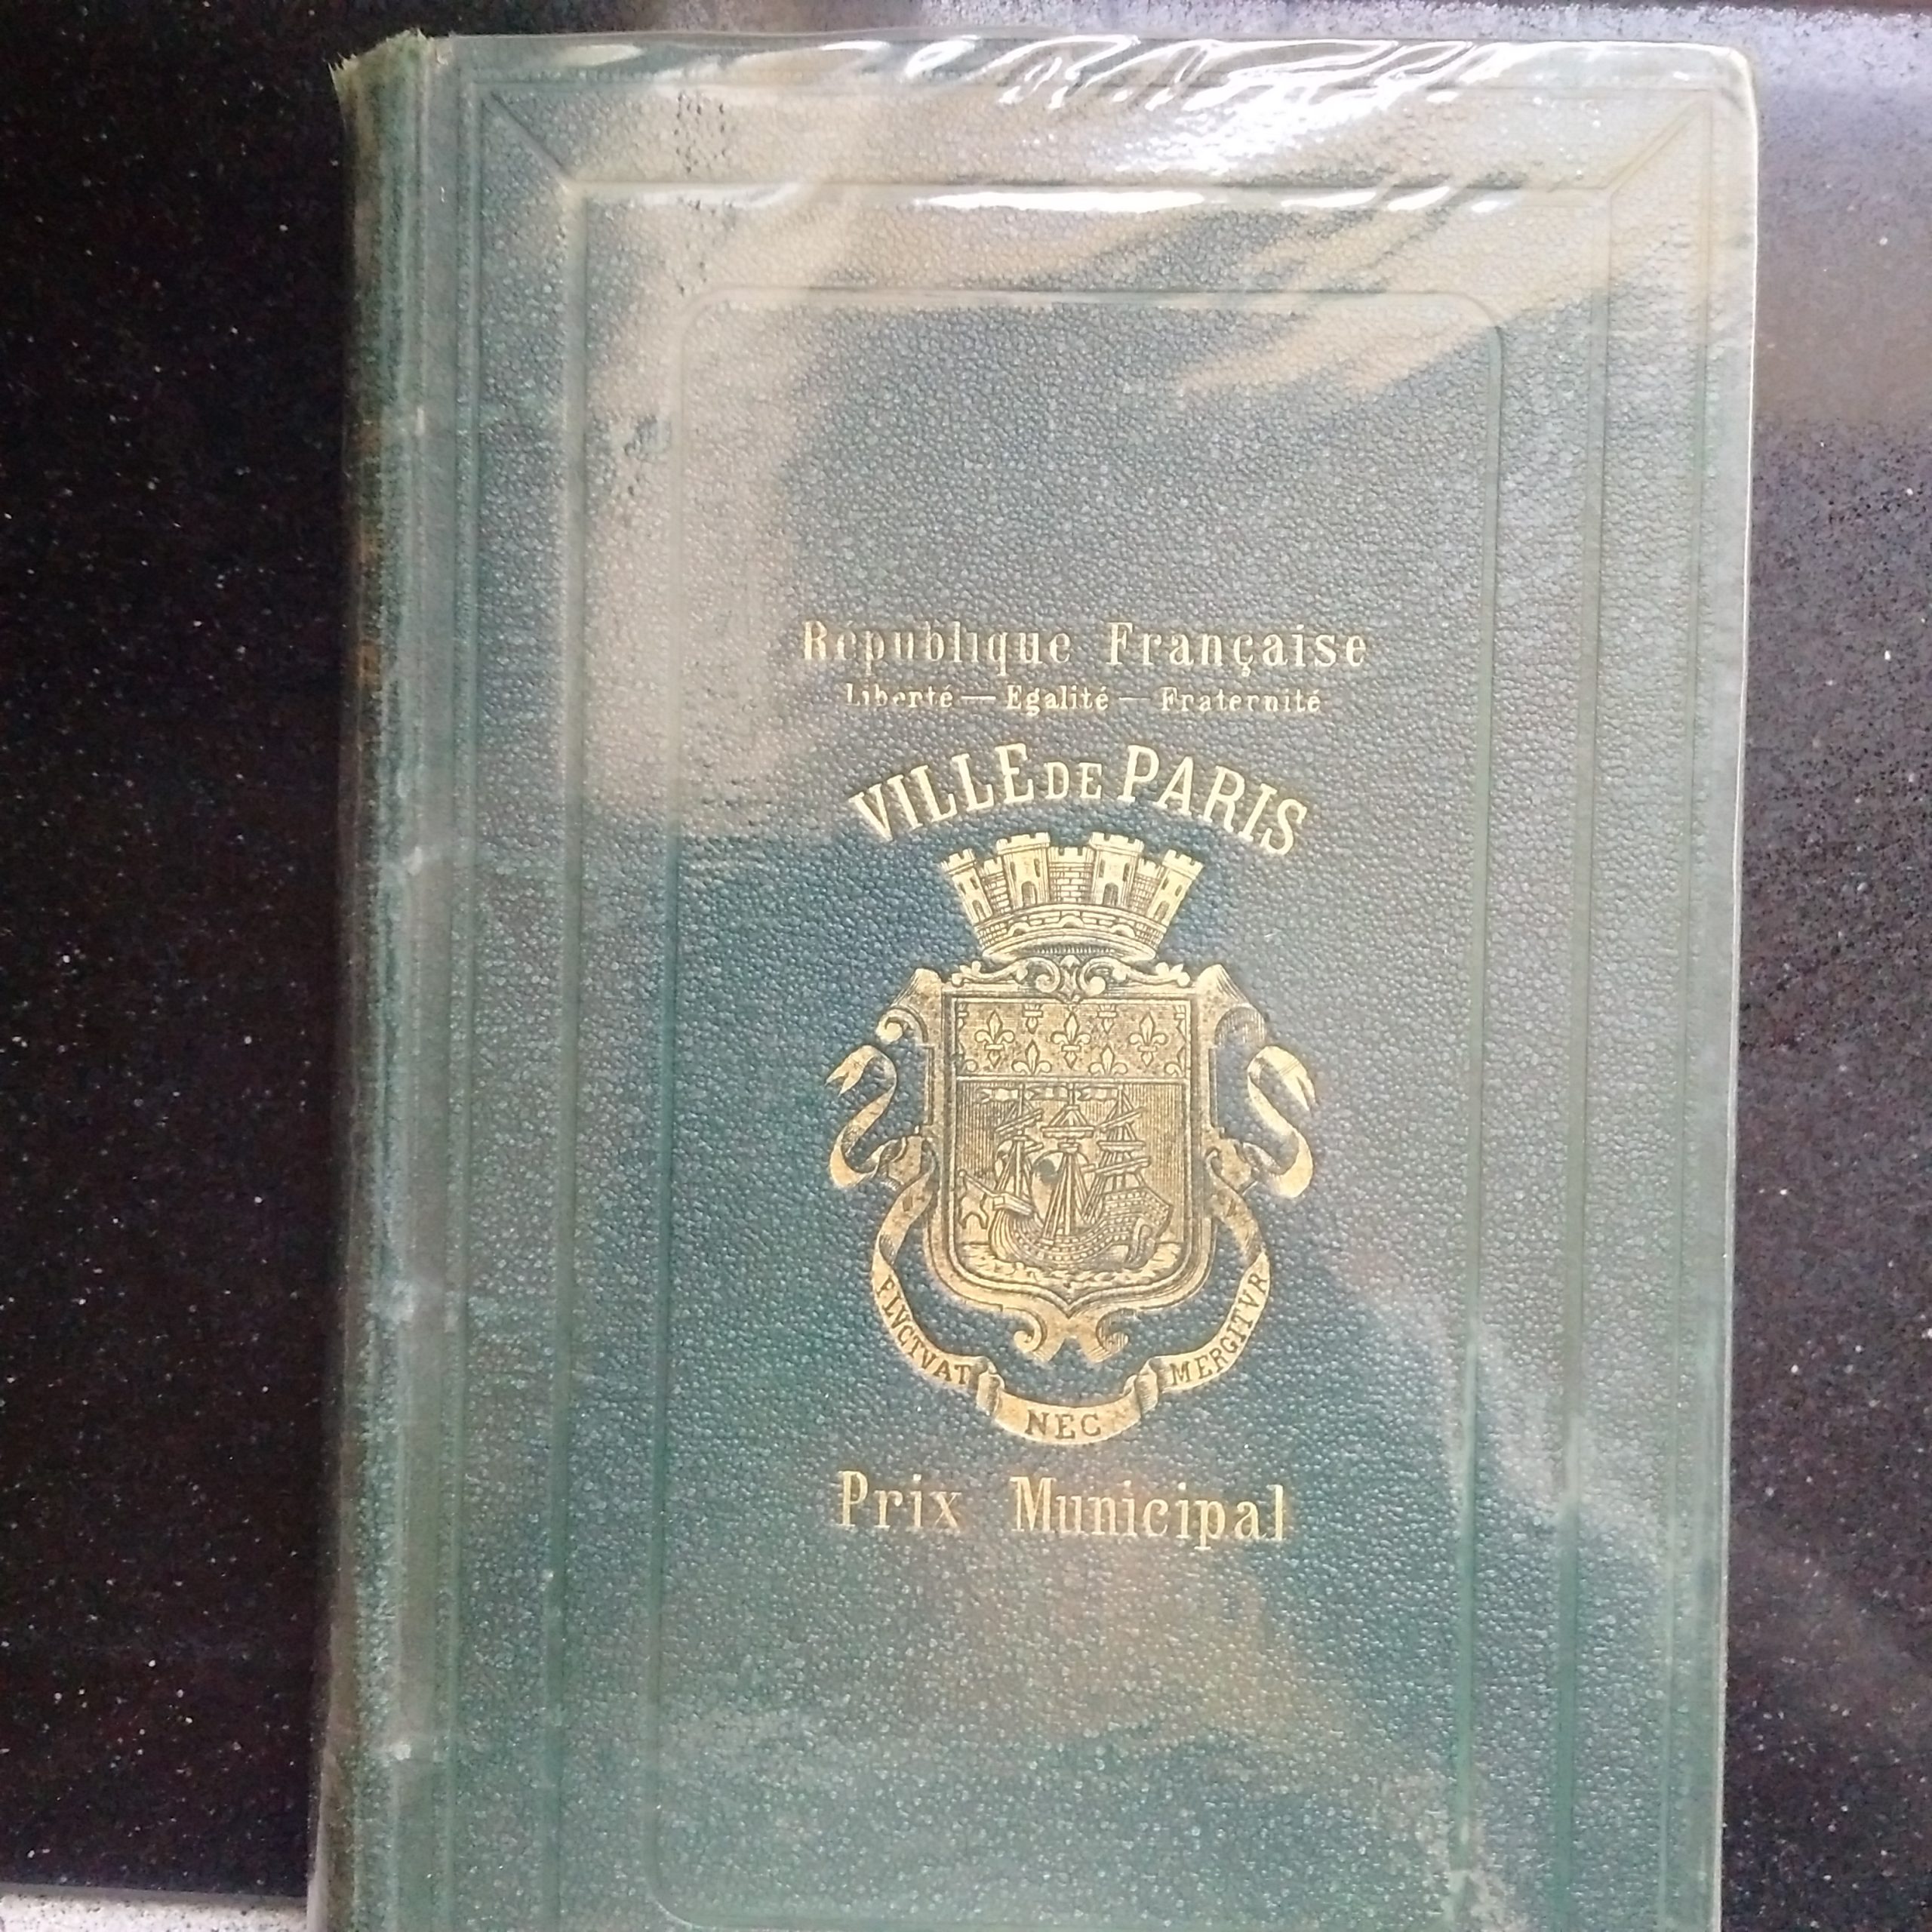 République Française
Liberté — Egalité — Fraternité
VILLE DE PARIS
FLVCTVAT NEC MERGITVR
Prix Municipal